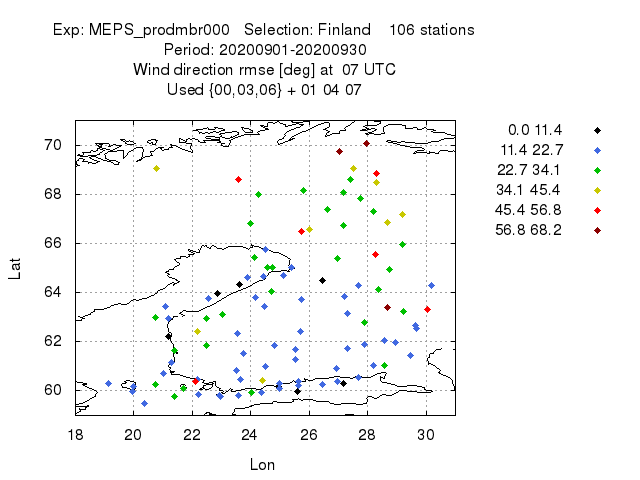 Exp: MEPS_prodmbr000 Selection: Finland 106 stations
Period: 20200901-20200930
Wind direction rmse [deg] at 07 UTC
Used {00,03,06} + 01 04 07
0.0 11.4
11.4 22.7
22.7 34.1
34.1 45.4
45.4 56.8
56.8 68.2
70
68
66
64
62
60
Lat
18 20 22 24 26 28 30
Lon